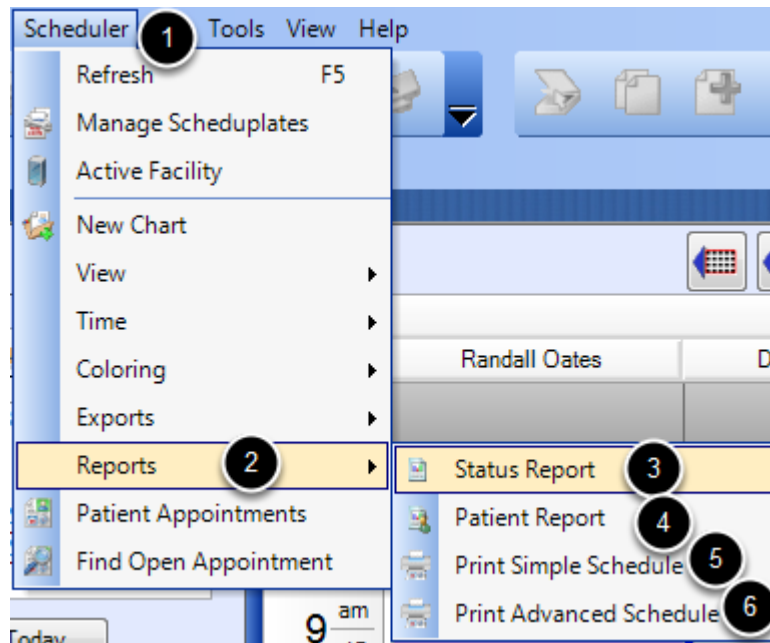 Scheduler 1 Tools View Help
Refresh F5
Manage Scheduplates
Active Facility
New Chart
View
Time
Coloring
Randall Oates
D
Exports
Reports 2
Status Report 3
Patient Appointments
Patient Report 4
Find Open Appointment
Print Simple Schedule 5
Print Advanced Schedule 6
Today
9 am